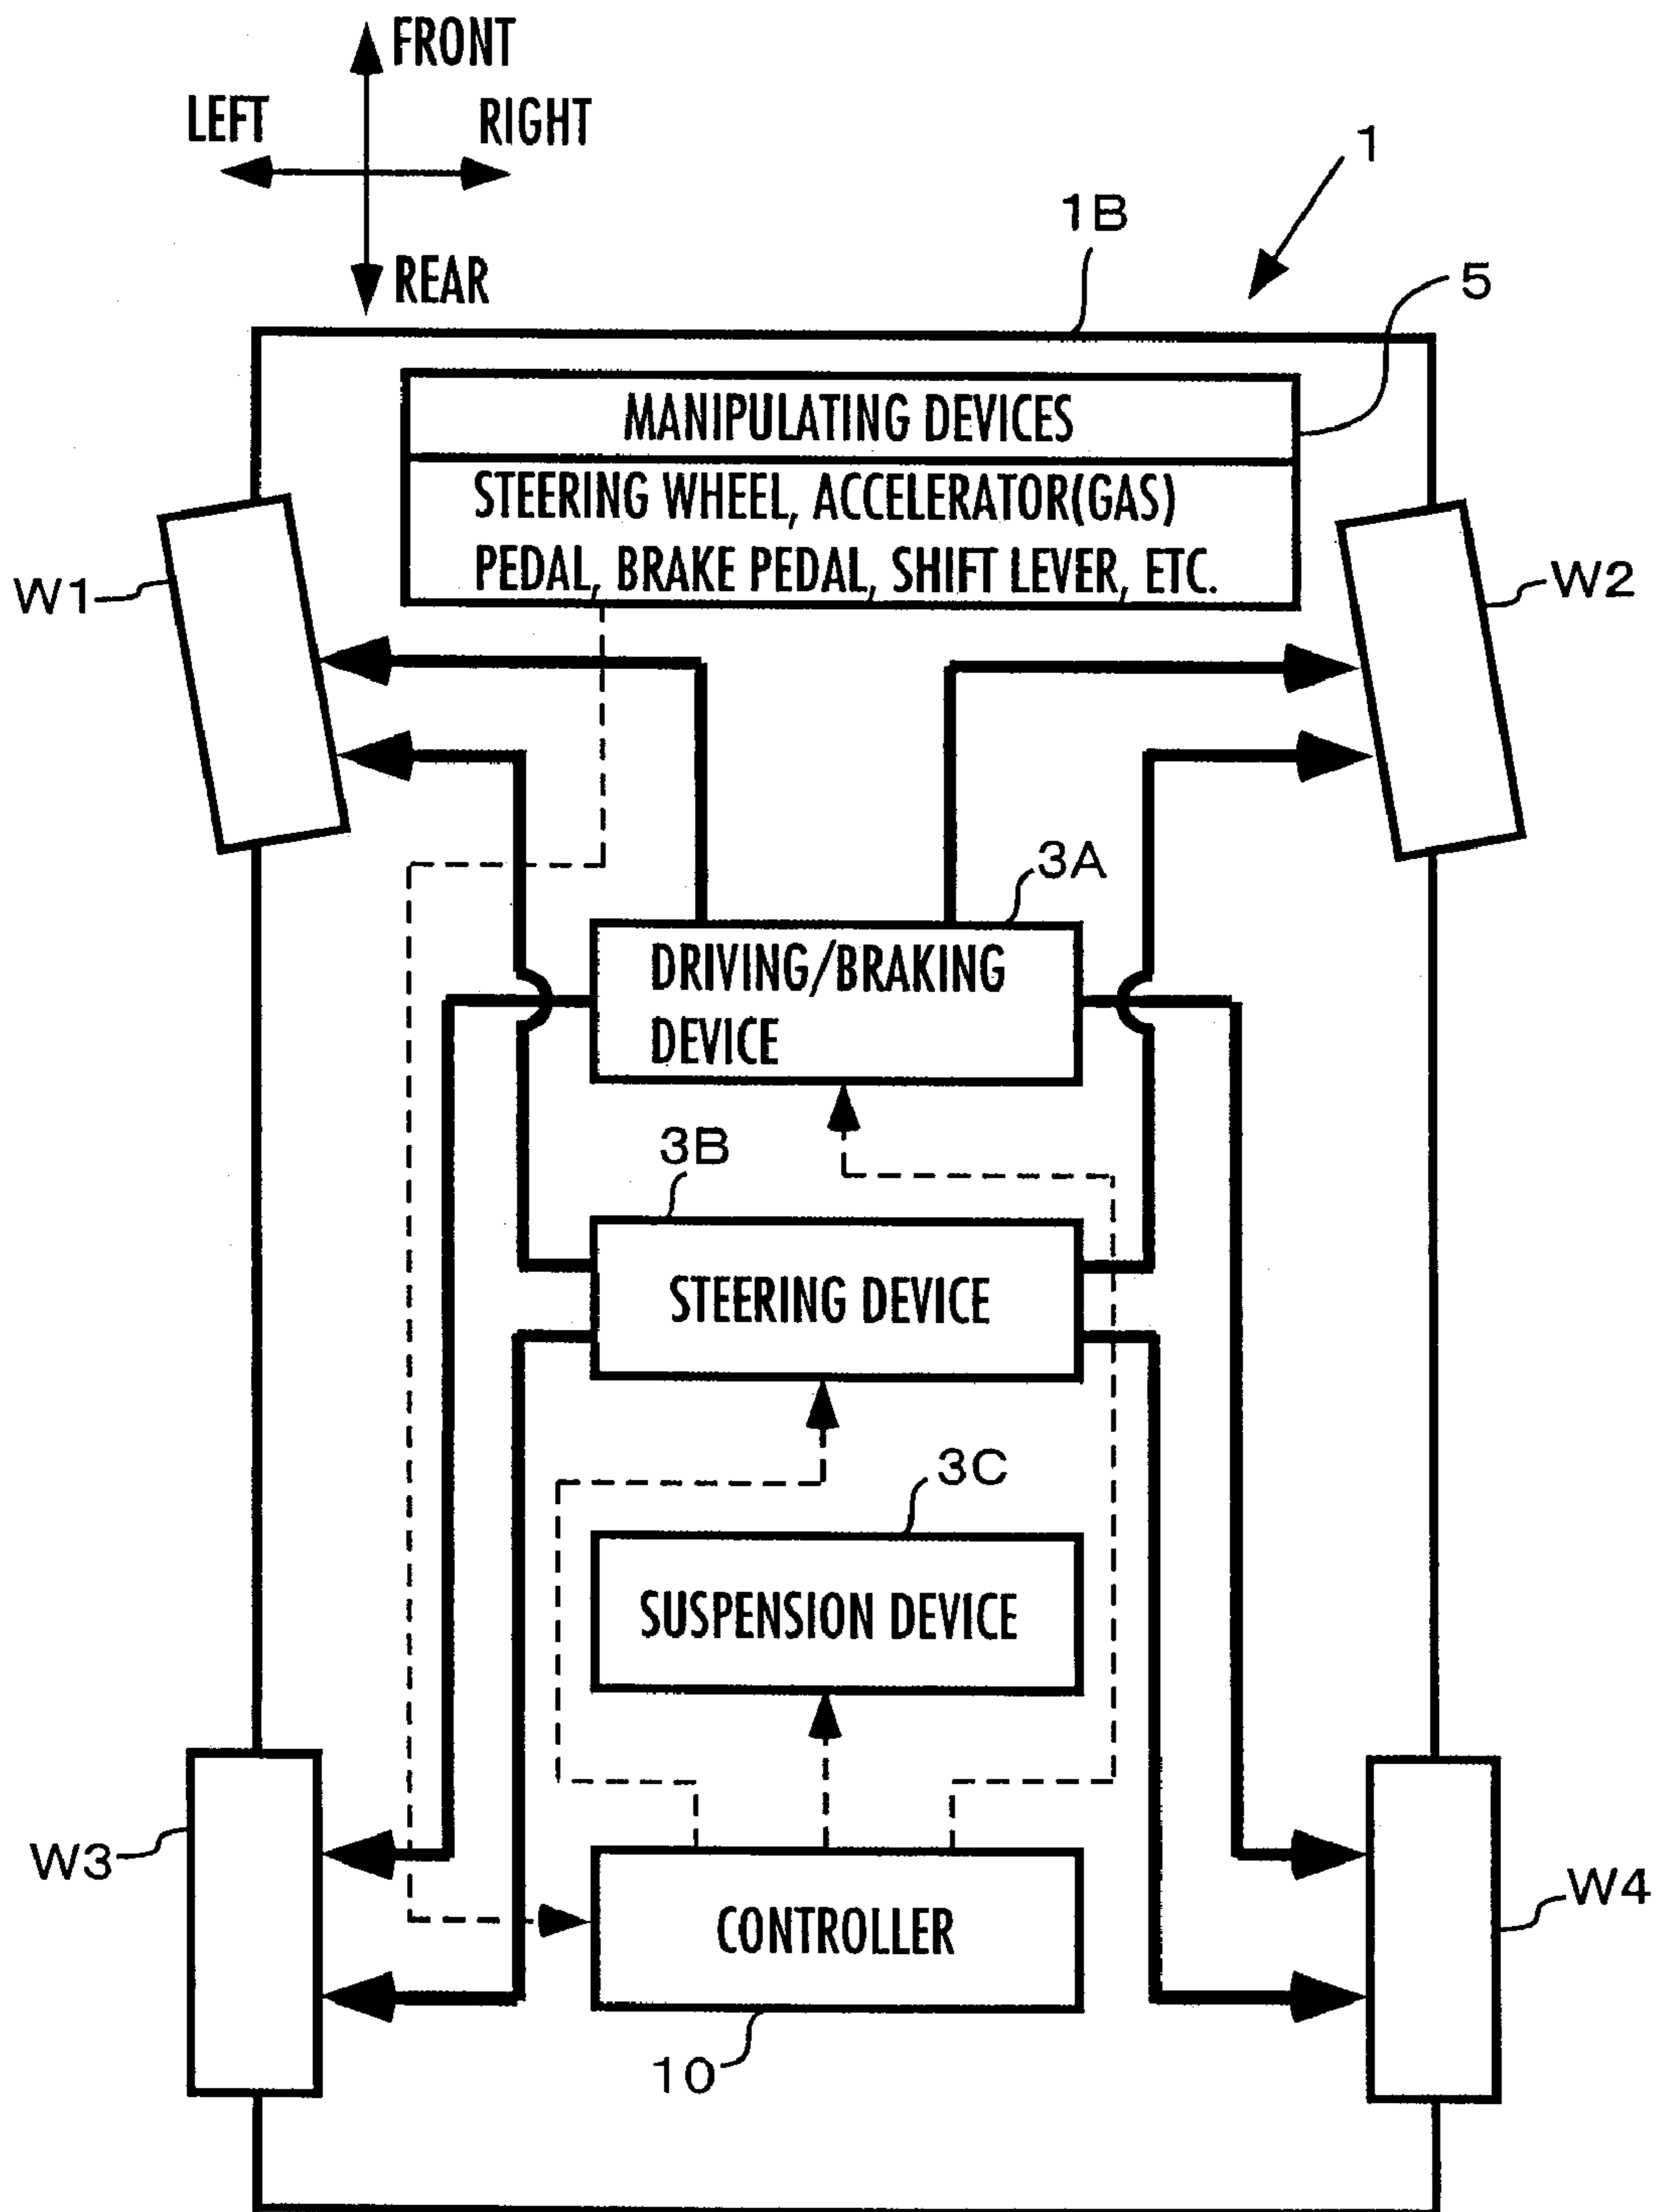 FRONT
LEFT
RIGHT
REAR
1
1B
5
MANIPULATING DEVICES
STEERING WHEEL, ACCELERATOR(GAS)
PEDAL, BRAKE PEDAL, SHIFT LEVER, ETC.
W1
W2
3A
DRIVING/BRAKING
DEVICE
3B
STEERING DEVICE
3C
SUSPENSION DEVICE
W3
W4
CONTROLLER
10